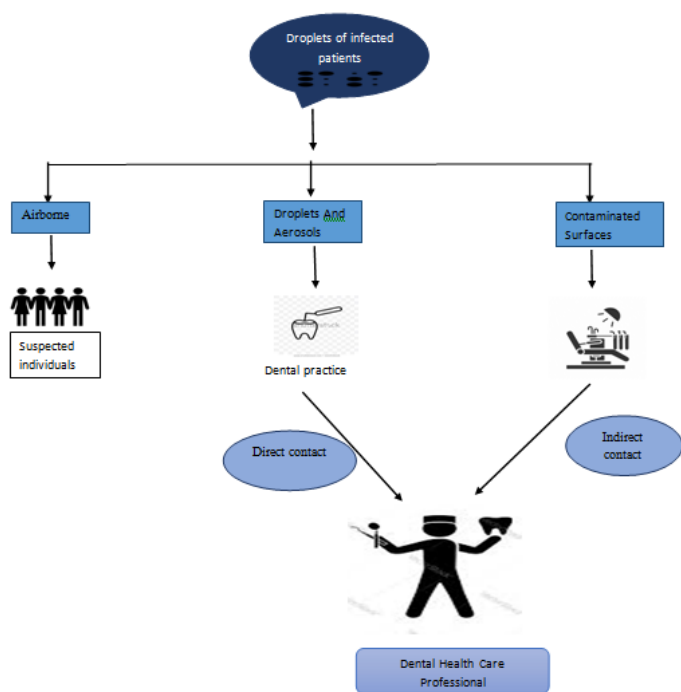 Droplets of infected
patients
Airborne
Droplets And
Aerosols
Contaminated
Surfaces
Suspected
individuals
Dental practice
Direct contact
Indirect
contact
Dental Health Care
Professional